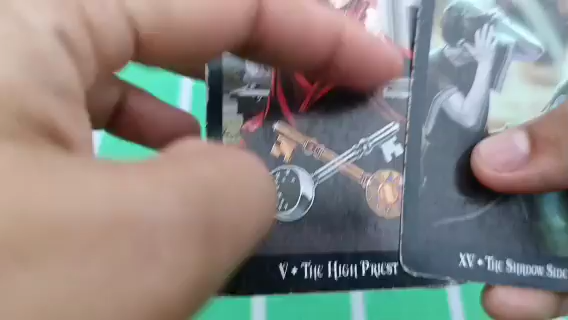 V • The High Priest
XV • The Shadow Side